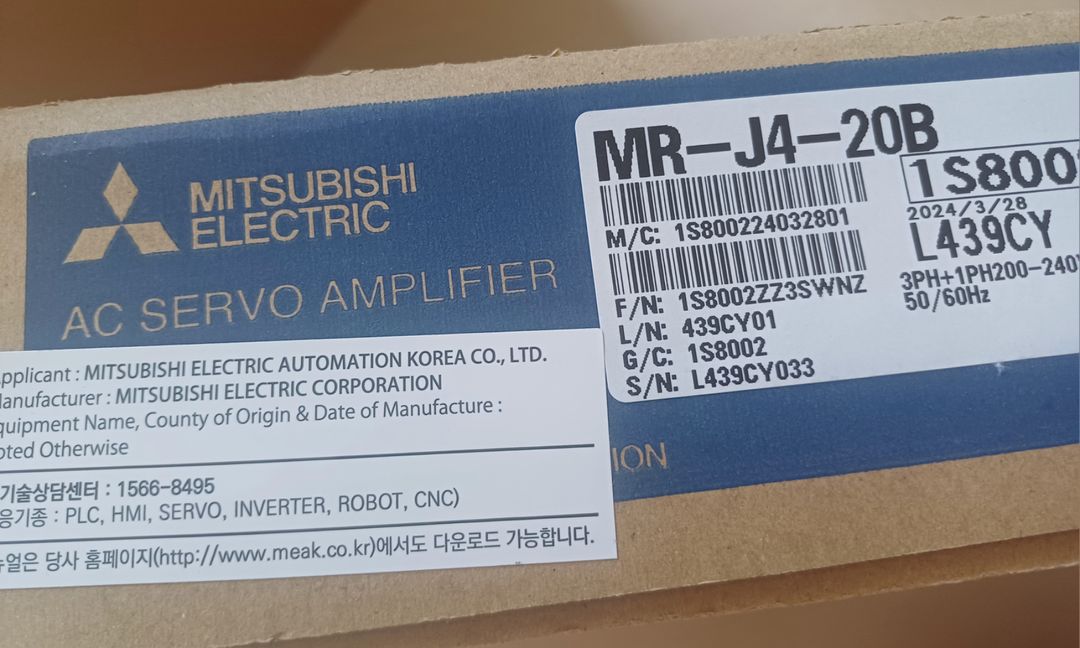 MITSUBISHI
ELECTRIC
AC SERVO AMPLIFIER
MR-J4-20B
1S800
M/C: 1S800224032801
2024/3/28
L439CY
F/N: 1S8002ZZ3SWNZ
3PH+1PH200-240
50/60Hz
L/N: 439CY01
G/C: 1S8002
S/N: L439CY033
pplicant : MITSUBISHI ELECTRIC AUTOMATION KOREA CO., LTD.
anufacturer : MITSUBISHI ELECTRIC CORPORATION
quipment Name, County of Origin & Date of Manufacture :
oted Otherwise
ION
기술상담센터 : 1566-8495
응기종 : PLC, HMI, SERVO, INVERTER, ROBOT, CNC)
뉴얼은 당사 홈페이지(http://www.meak.co.kr)에서도 다운로드 가능합니다.